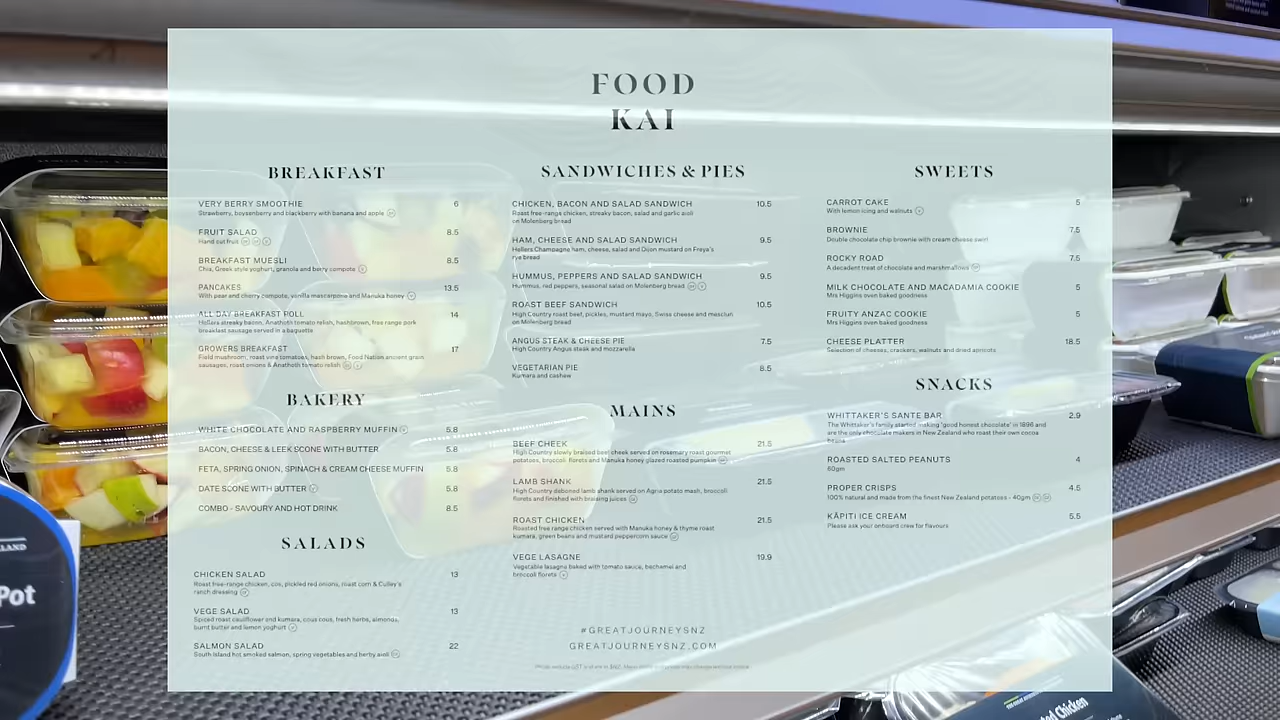 FOOD
KAI
BREAKFAST
VERY BERRY SMOOTHIE 6
Strawberry, boysenberry and blackberry with banana and apple
FRUIT SALAD 8.5
Hand cut fruit
BREAKFAST MUESLI 8.5
Chia, Greek style yoghurt, granola and berry compote
PANCAKES 13.5
With pear and cherry compote, vanilla mascarpone and Manuka honey
ALL DAY BREAKFAST ROLL 14
Hellers streaky bacon, Anathoth tomato relish, hashbrown, free range pork
breakfast sausage served in a baguette
GROWERS BREAKFAST 17
Field mushroom, roast vine tomatoes, hash brown, Food Nation ancient grain
sausages, roast onions & Anathoth tomato relish
BAKERY
WHITE CHOCOLATE AND RASPBERRY MUFFIN 5.8
BACON, CHEESE & LEEK SCONE WITH BUTTER 5.8
FETA, SPRING ONION, SPINACH & CREAM CHEESE MUFFIN 5.8
DATE SCONE WITH BUTTER 5.8
COMBO - SAVOURY AND HOT DRINK 8.5
SALADS
CHICKEN SALAD 13
Roast free-range chicken, cos, pickled red onions, roast corn & Culley's
ranch dressing
VEGE SALAD 13
Spiced roast cauliflower and kumara, cous cous, fresh herbs, almonds,
burnt butter and lemon yoghurt
SALMON SALAD 22
South Island hot smoked salmon, spring vegetables and herby aioli
SANDWICHES & PIES
CHICKEN, BACON AND SALAD SANDWICH 10.5
Roast free-range chicken, streaky bacon, salad and garlic aioli
on Molenberg bread
HAM, CHEESE AND SALAD SANDWICH 9.5
Hellers Champagne ham, cheese, salad and Dijon mustard on Freya's
rye bread
HUMMUS, PEPPERS AND SALAD SANDWICH 9.5
Hummus, red peppers, seasonal salad on Molenberg bread
ROAST BEEF SANDWICH 10.5
High Country roast beef, pickles, mustard mayo, Swiss cheese and mesclun
on Molenberg bread
ANGUS STEAK & CHEESE PIE 7.5
High Country Angus steak and mozzarella
VEGETARIAN PIE 8.5
Kumara and cashew
MAINS
BEEF CHEEK 21.5
High Country slowly braised beef cheek served on rosemary roast gourmet
potatoes, broccoli florets and Manuka honey glazed roasted pumpkin
LAMB SHANK 21.5
High Country deboned lamb shank served on Agria potato mash, broccoli
florets and finished with braising juices
ROAST CHICKEN 21.5
Roasted free range chicken served with Manuka honey & thyme roast
kumara, green beans and mustard peppercorn sauce
VEGE LASAGNE 19.9
Vegetable lasagne baked with tomato sauce, bechemel and
broccoli florets
#GREATJOURNEYSNZ
GREATJOURNEYSNZ.COM
SWEETS
CARROT CAKE 5
With lemon icing and walnuts
BROWNIE 7.5
Double chocolate chip brownie with cream cheese swirl
ROCKY ROAD 7.5
A decadent treat of chocolate and marshmallows
MILK CHOCOLATE AND MACADAMIA COOKIE 5
Mrs Higgins oven baked goodness
FRUITY ANZAC COOKIE 5
Mrs Higgins oven baked goodness
CHEESE PLATTER 18.5
Selection of cheeses, crackers, walnuts and dried apricots
SNACKS
WHITTAKER'S SANTE BAR 2.9
The Whittaker's family started making 'good honest chocolate' in 1896 and
are the only chocolate makers in New Zealand who roast their own cocoa
beans
ROASTED SALTED PEANUTS 4
60gm
PROPER CRISPS 4.5
100% natural and made from the finest New Zealand potatoes - 40gm
KĀPITI ICE CREAM 5.5
Please ask your onboard crew for flavours
Pot
Chicken